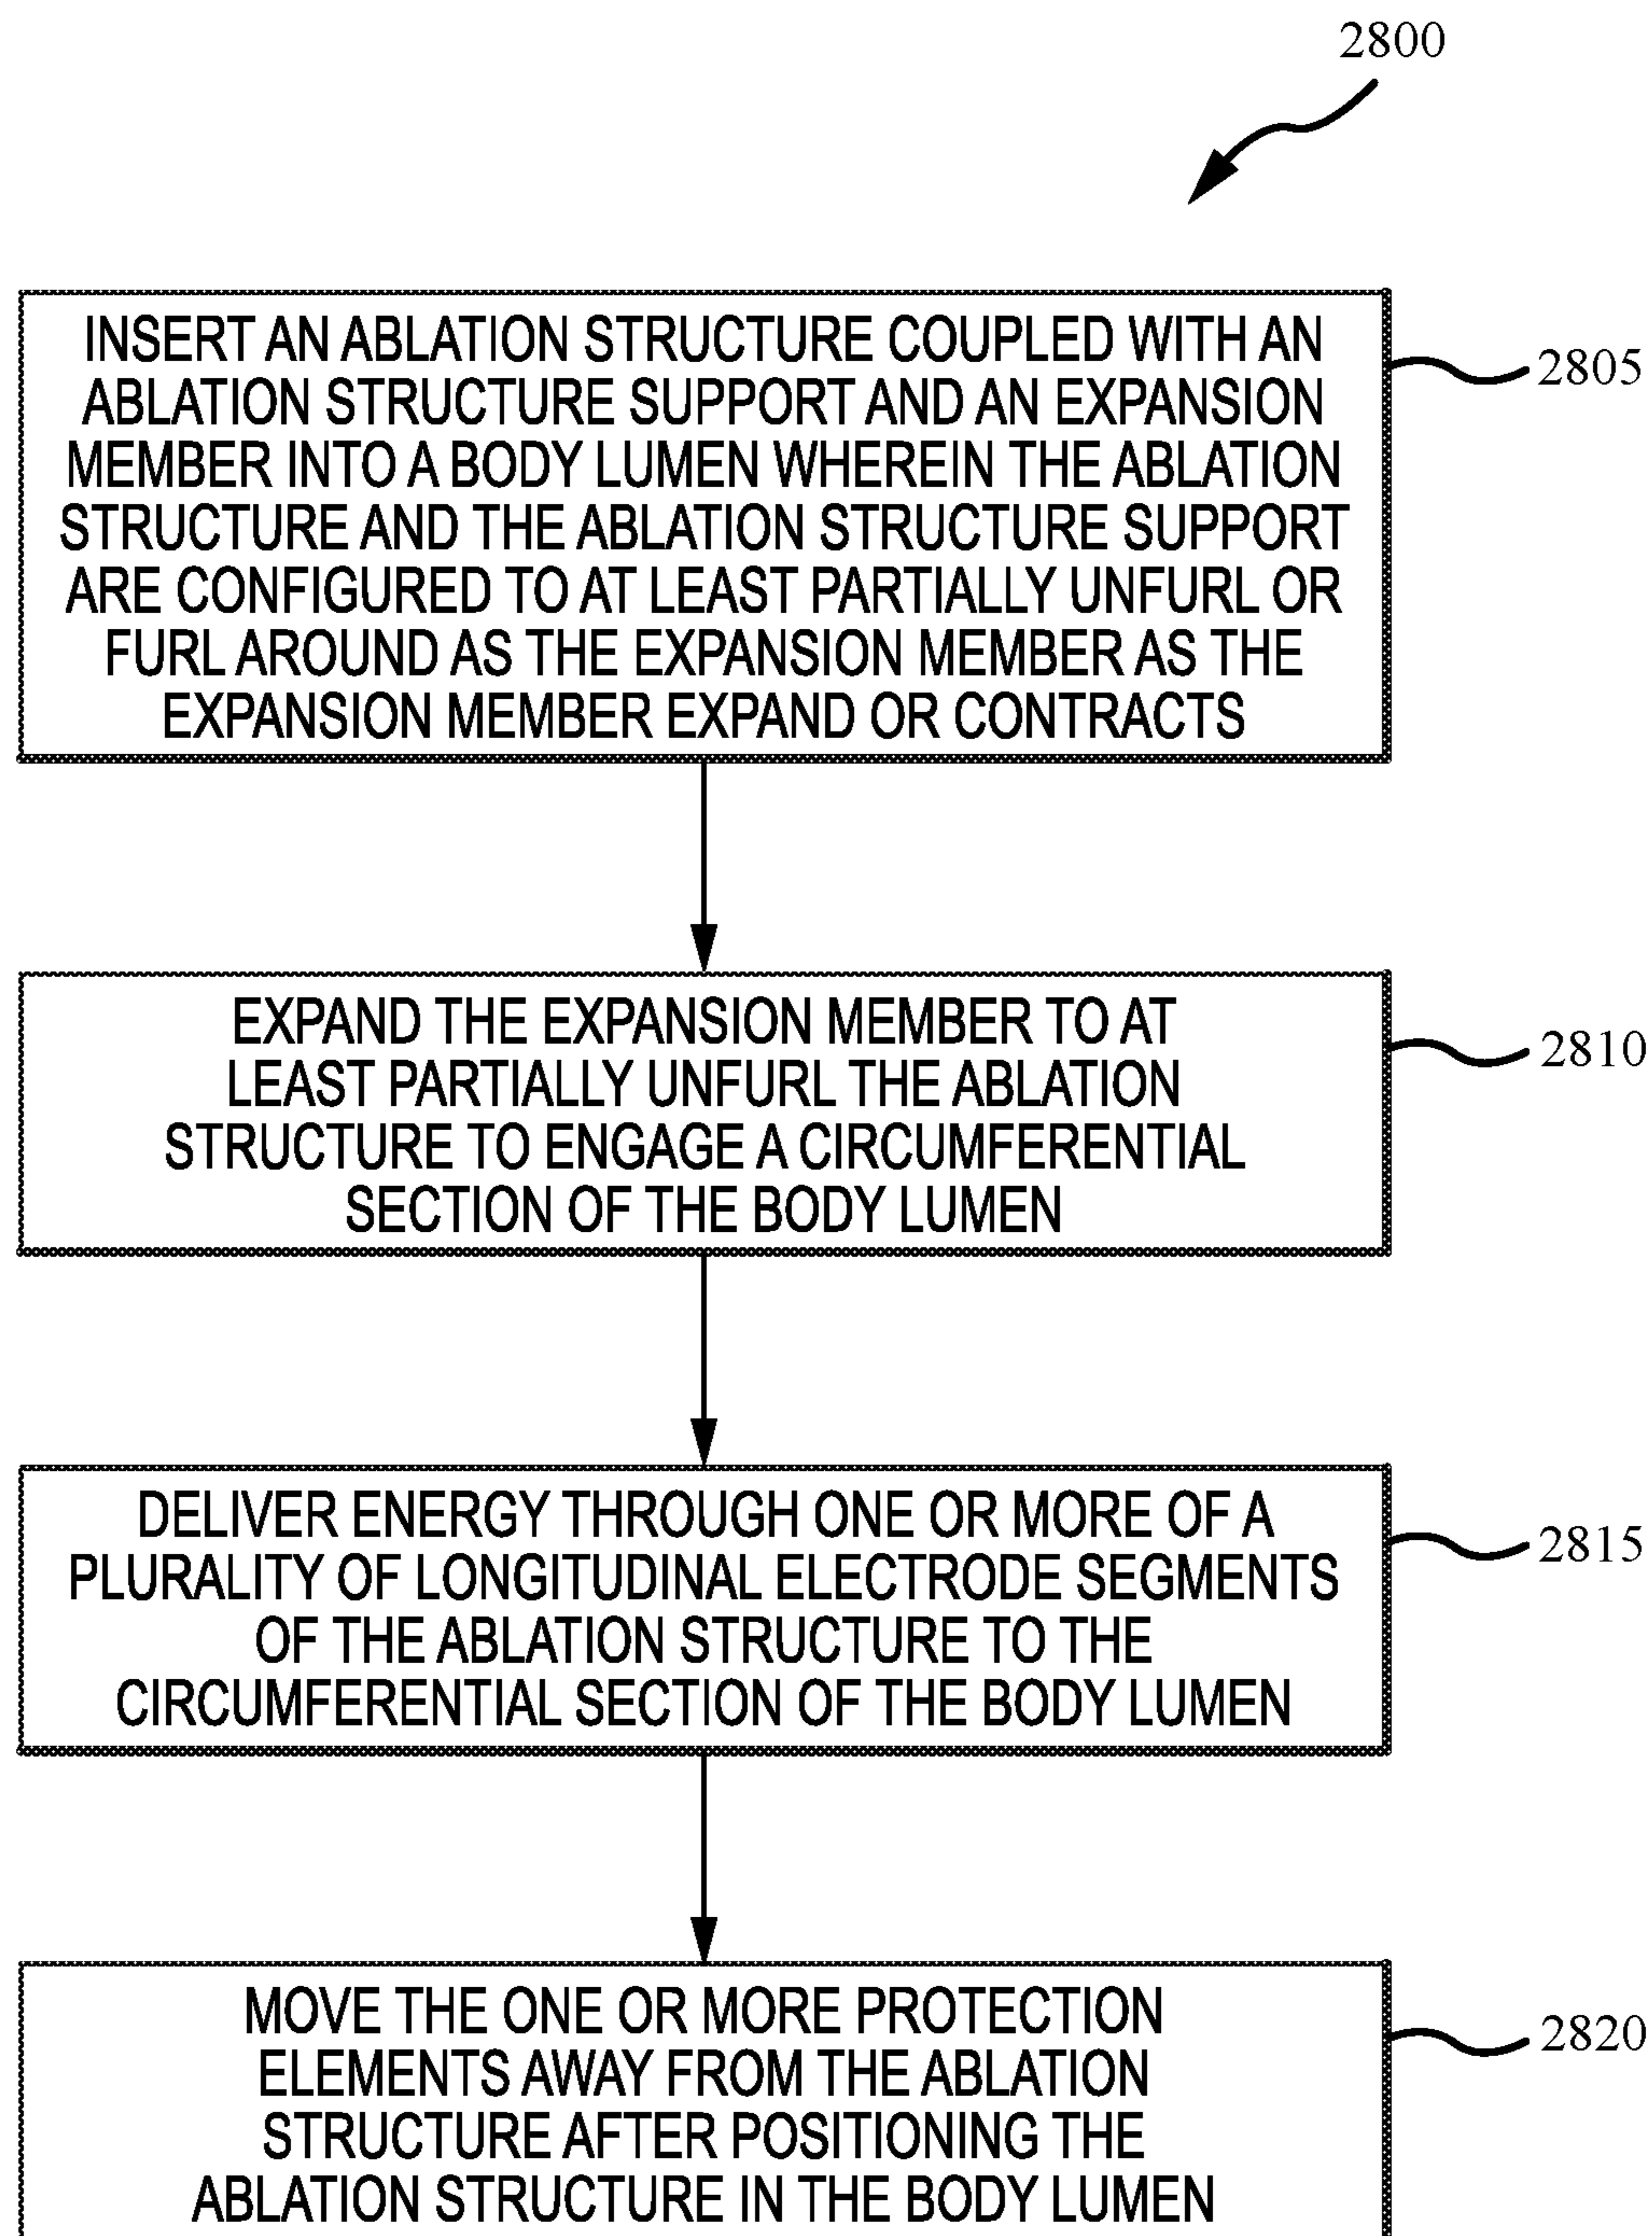 2800
INSERT AN ABLATION STRUCTURE COUPLED WITH AN
ABLATION STRUCTURE SUPPORT AND AN EXPANSION
MEMBER INTO A BODY LUMEN WHEREIN THE ABLATION
STRUCTURE AND THE ABLATION STRUCTURE SUPPORT
ARE CONFIGURED TO AT LEAST PARTIALLY UNFURL OR
FURL AROUND AS THE EXPANSION MEMBER AS THE
EXPANSION MEMBER EXPAND OR CONTRACTS
2805
EXPAND THE EXPANSION MEMBER TO AT
LEAST PARTIALLY UNFURL THE ABLATION
STRUCTURE TO ENGAGE A CIRCUMFERENTIAL
SECTION OF THE BODY LUMEN
2810
DELIVER ENERGY THROUGH ONE OR MORE OF A
PLURALITY OF LONGITUDINAL ELECTRODE SEGMENTS
OF THE ABLATION STRUCTURE TO THE
CIRCUMFERENTIAL SECTION OF THE BODY LUMEN
2815
MOVE THE ONE OR MORE PROTECTION
ELEMENTS AWAY FROM THE ABLATION
STRUCTURE AFTER POSITIONING THE
ABLATION STRUCTURE IN THE BODY LUMEN
2820